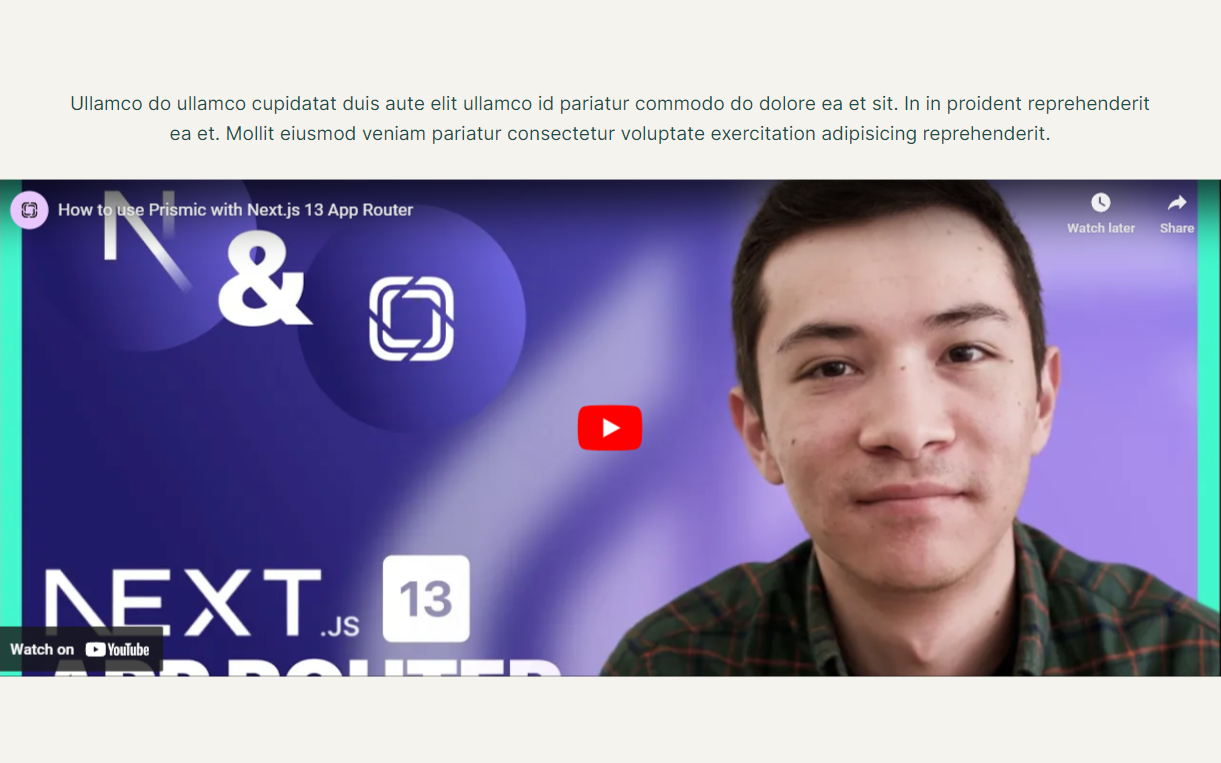 Ullamco do ullamco cupidatat duis aute elit ullamco id pariatur commodo do dolore ea et sit. In in proident reprehenderit
ea et. Mollit eiusmod veniam pariatur consectetur voluptate exercitation adipisicing reprehenderit.
How to use Prismic with Next.js 13 App Router
Watch later
Share
N
&
NEXT.JS 13
Watch on YouTube
APP ROUTER